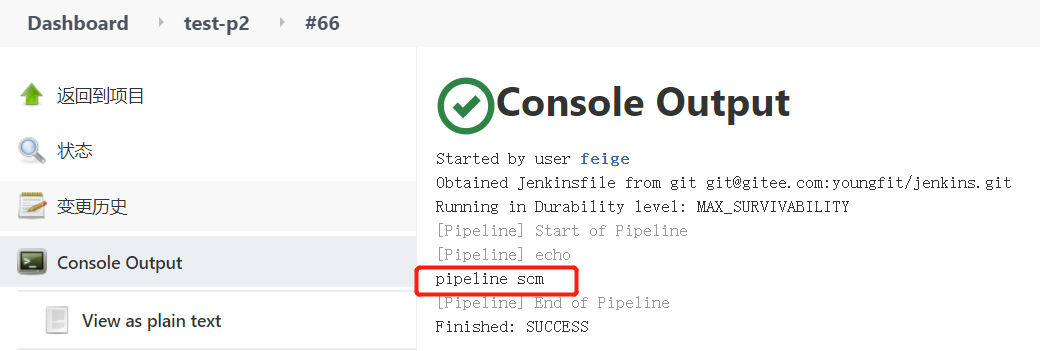 Dashboard test-p2 #66
返回到项目
状态
变更历史
Console Output
View as plain text
Console Output
Started by user feige
Obtained Jenkinsfile from git git@gitee.com:youngfit/jenkins.git
Running in Durability level: MAX_SURVIVABILITY
[Pipeline] Start of Pipeline
[Pipeline] echo
pipeline scm
[Pipeline] End of Pipeline
Finished: SUCCESS